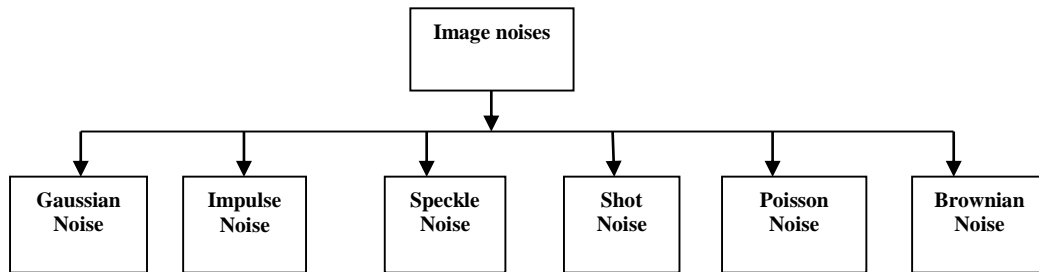 Image noises
Gaussian
Noise
Impulse
Noise
Speckle
Noise
Shot
Noise
Poisson
Noise
Brownian
Noise